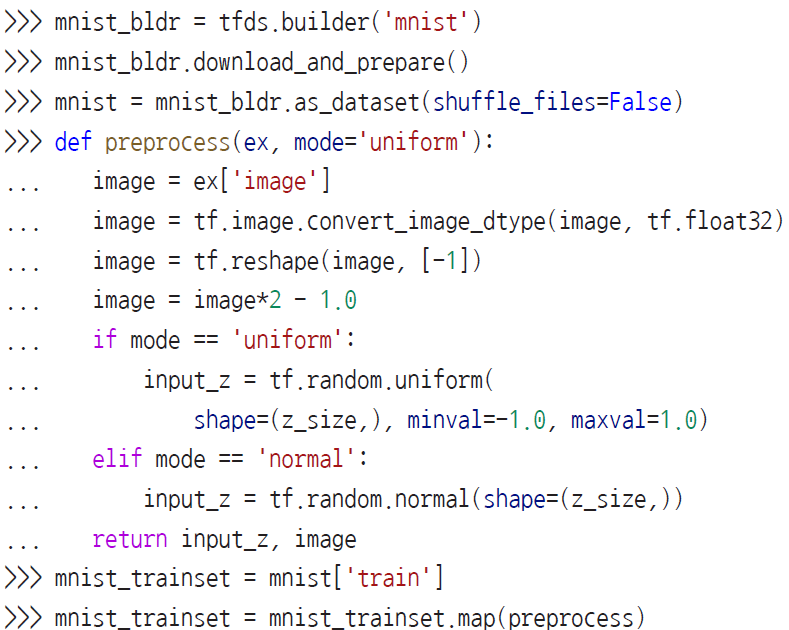 >>> mnist_bldr = tfds.builder('mnist')
>>> mnist_bldr.download_and_prepare()
>>> mnist = mnist_bldr.as_dataset(shuffle_files=False)
>>> def preprocess(ex, mode='uniform'):
...    image = ex['image']
...    image = tf.image.convert_image_dtype(image, tf.float32)
...    image = tf.reshape(image, [-1])
...    image = image*2 - 1.0
...    if mode == 'uniform':
...        input_z = tf.random.uniform(
...            shape=(z_size,), minval=-1.0, maxval=1.0)
...    elif mode == 'normal':
...        input_z = tf.random.normal(shape=(z_size,))
...    return input_z, image
>>> mnist_trainset = mnist['train']
>>> mnist_trainset = mnist_trainset.map(preprocess)